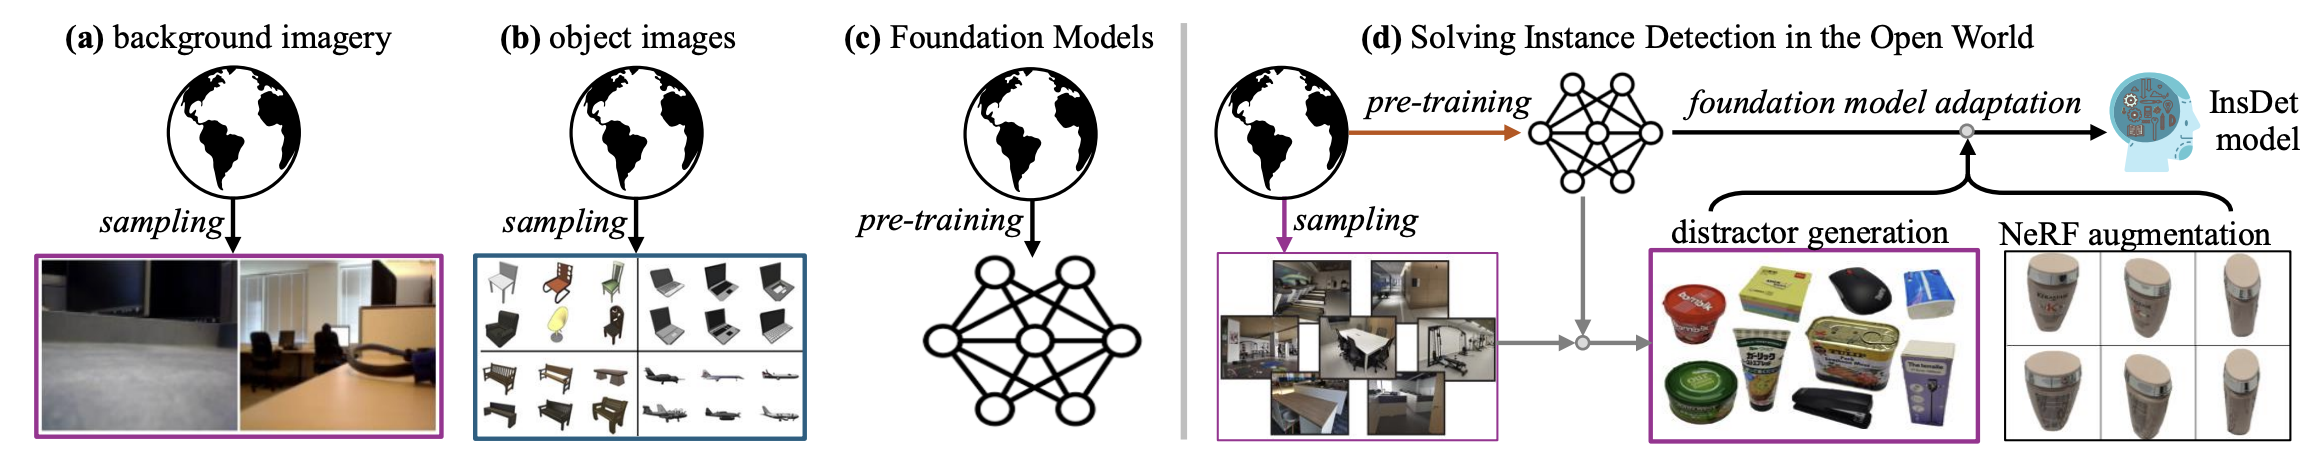 (a) background imagery
sampling
(b) object images
sampling
(c) Foundation Models
pre-training
(d) Solving Instance Detection in the Open World
pre-training
foundation model adaptation
InsDet
model
sampling
distractor generation
NeRF augmentation
TULIP